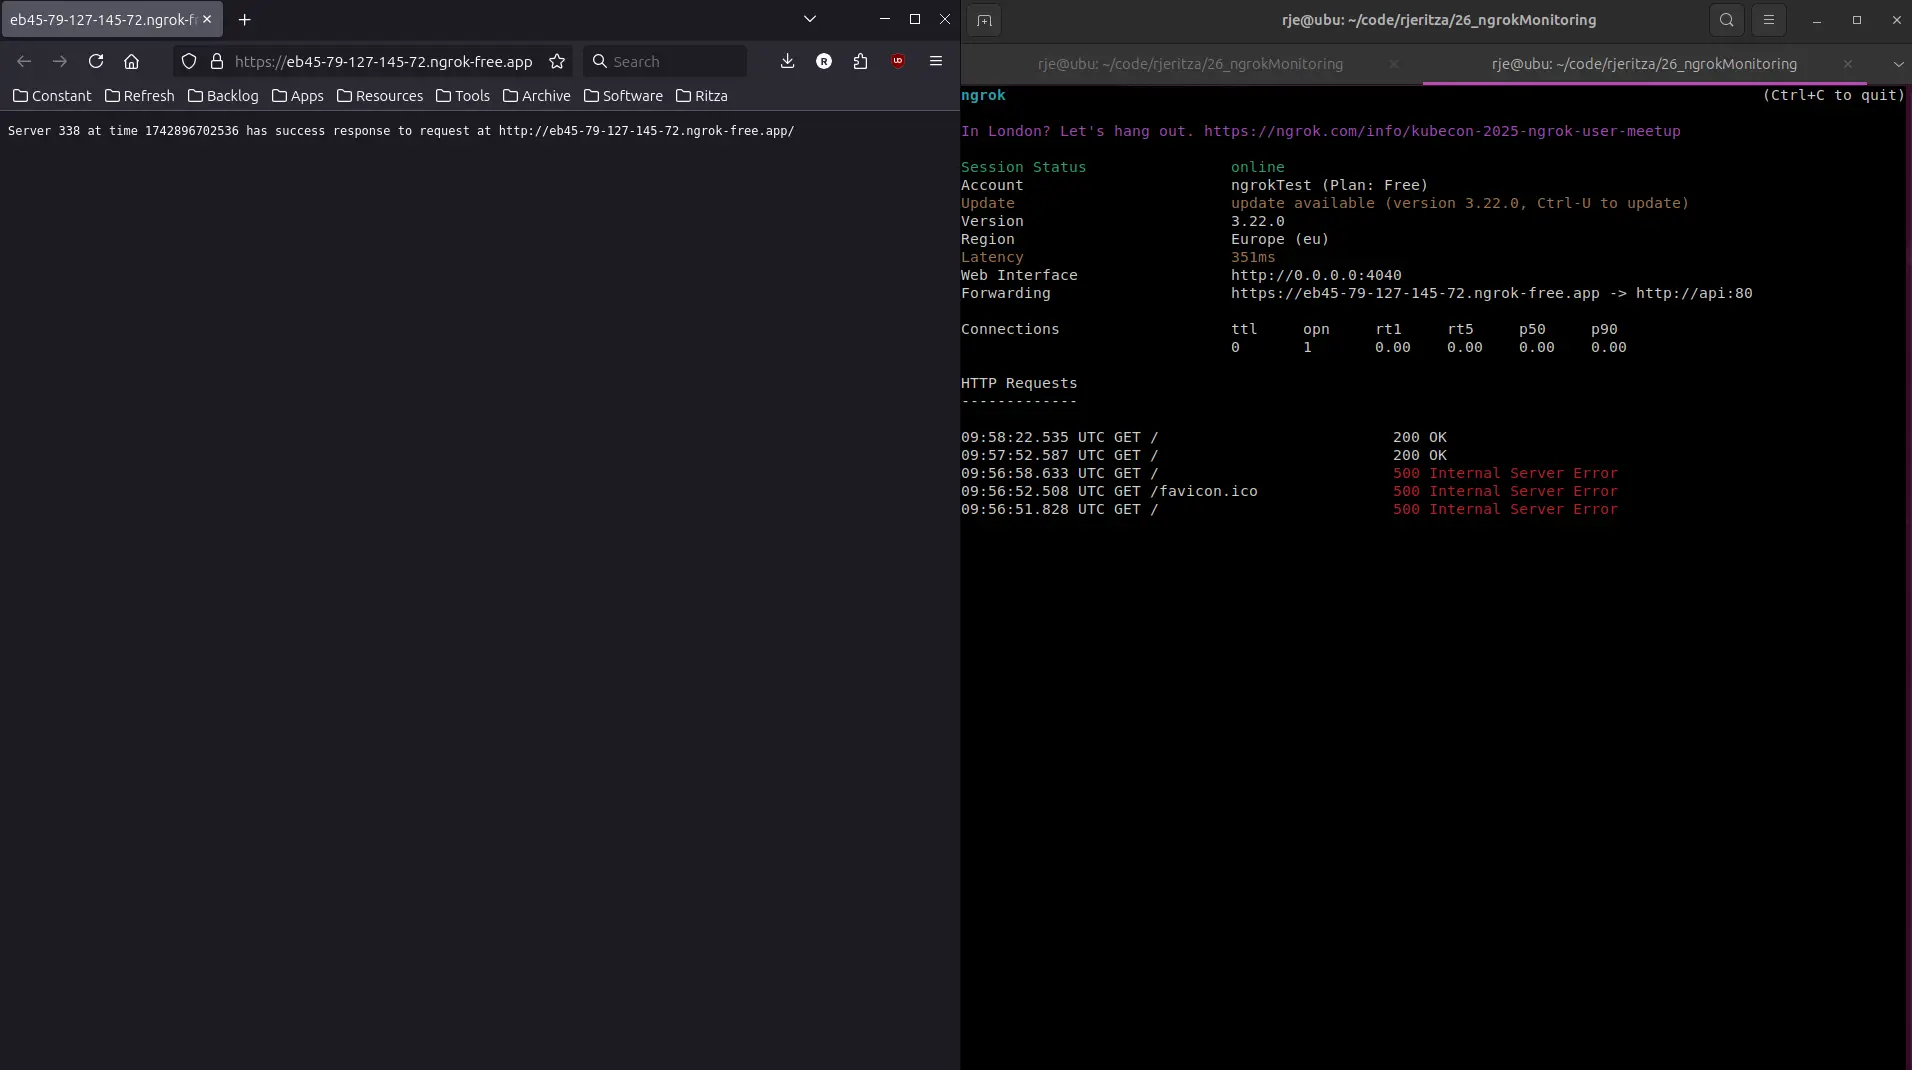 eb45-79-127-145-72.ngrok-fr
https://eb45-79-127-145-72.ngrok-free.app
Search
Constant Refresh Backlog Apps Resources Tools Archive Software Ritza
Server 338 at time 1742896702536 has success response to request at http://eb45-79-127-145-72.ngrok-free.app/
rje@ubu: ~/code/rjeritza/26_ngrokMonitoring
rje@ubu: ~/code/rjeritza/26_ngrokMonitoring rje@ubu: ~/code/rjeritza/26_ngrokMonitoring
ngrok (Ctrl+C to quit)
In London? Let's hang out. https://ngrok.com/info/kubecon-2025-ngrok-user-meetup
Session Status online
Account ngrokTest (Plan: Free)
Update update available (version 3.22.0, Ctrl-U to update)
Version 3.22.0
Region Europe (eu)
Latency 351ms
Web Interface http://0.0.0.0:4040
Forwarding https://eb45-79-127-145-72.ngrok-free.app -> http://api:80
Connections ttl opn rt1 rt5 p50 p90
0 1 0.00 0.00 0.00 0.00
HTTP Requests
-------------
09:58:22.535 UTC GET / 200 OK
09:57:52.587 UTC GET / 200 OK
09:56:58.633 UTC GET / 500 Internal Server Error
09:56:52.508 UTC GET /favicon.ico 500 Internal Server Error
09:56:51.828 UTC GET / 500 Internal Server Error